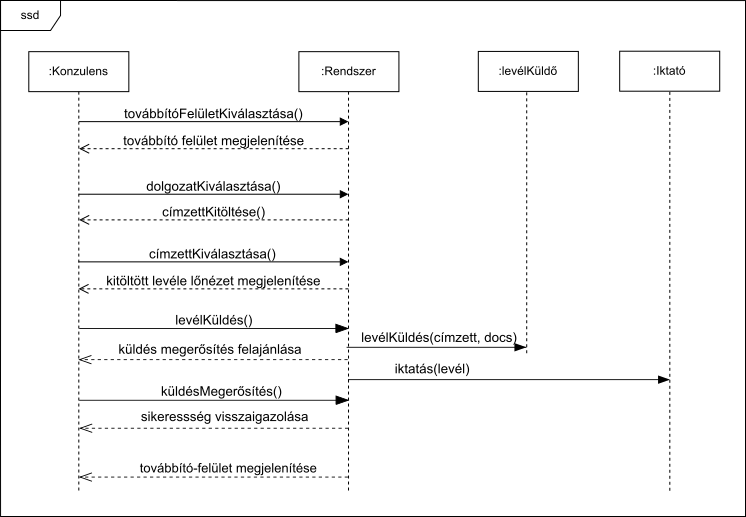 ssd
:Konzulens
:Rendszer
:levélKüldő
:Iktató
továbbítóFelületKiválasztása()
továbbító felület megjelenítése
dolgozatKiválasztása()
címzettKitöltése()
címzettKiválasztása()
kitöltött levéle lőnézet megjelenítése
levélKüldés()
levélKüldés(címzett, docs)
küldés megerősítés felajánlása
iktatás(levél)
küldésMegerősítés()
sikeressség visszaigazolása
továbbító-felület megjelenítése